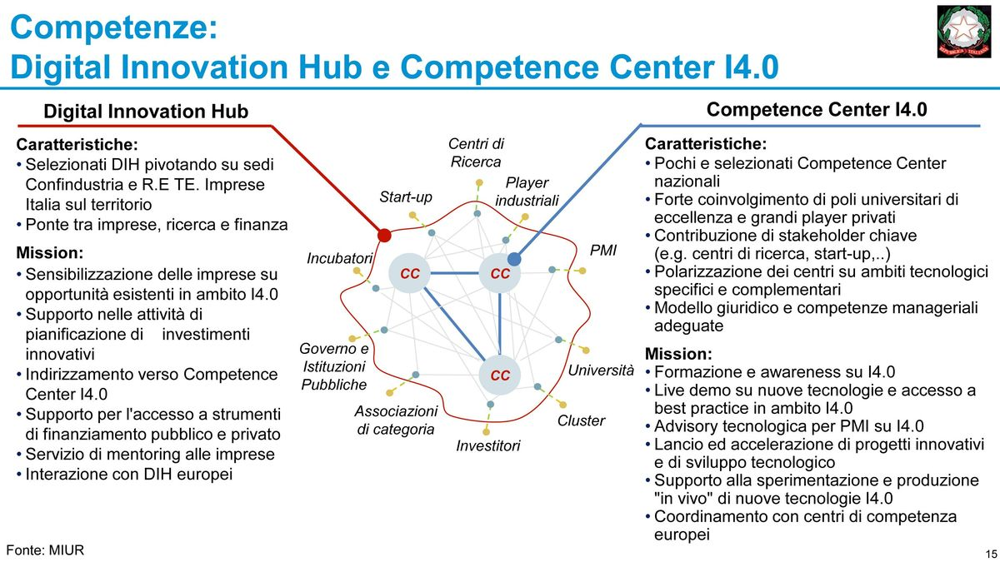 Competenze:
Digital Innovation Hub e Competence Center I4.0
REPVBBLICA ITALIANA
Digital Innovation Hub
Caratteristiche:
• Selezionati DIH pivotando su sedi
Confindustria e R.E TE. Imprese
Italia sul territorio
• Ponte tra imprese, ricerca e finanza
Mission:
• Sensibilizzazione delle imprese su
opportunità esistenti in ambito I4.0
• Supporto nelle attività di
pianificazione di investimenti
innovativi
• Indirizzamento verso Competence
Center I4.0
• Supporto per l'accesso a strumenti
di finanziamento pubblico e privato
• Servizio di mentoring alle imprese
• Interazione con DIH europei
Centri di
Ricerca
Player
industriali
Start-up
PMI
Incubatori
CC
CC
Governo e
Istituzioni
Pubbliche
CC
Università
Associazioni
di categoria
Cluster
Investitori
Competence Center I4.0
Caratteristiche:
• Pochi e selezionati Competence Center
nazionali
• Forte coinvolgimento di poli universitari di
eccellenza e grandi player privati
• Contribuzione di stakeholder chiave
(e.g. centri di ricerca, start-up,..)
• Polarizzazione dei centri su ambiti tecnologici
specifici e complementari
• Modello giuridico e competenze manageriali
adeguate
Mission:
• Formazione e awareness su I4.0
• Live demo su nuove tecnologie e accesso a
best practice in ambito I4.0
• Advisory tecnologica per PMI su I4.0
• Lancio ed accelerazione di progetti innovativi
e di sviluppo tecnologico
• Supporto alla sperimentazione e produzione
"in vivo" di nuove tecnologie I4.0
• Coordinamento con centri di competenza
europei
Fonte: MIUR
15